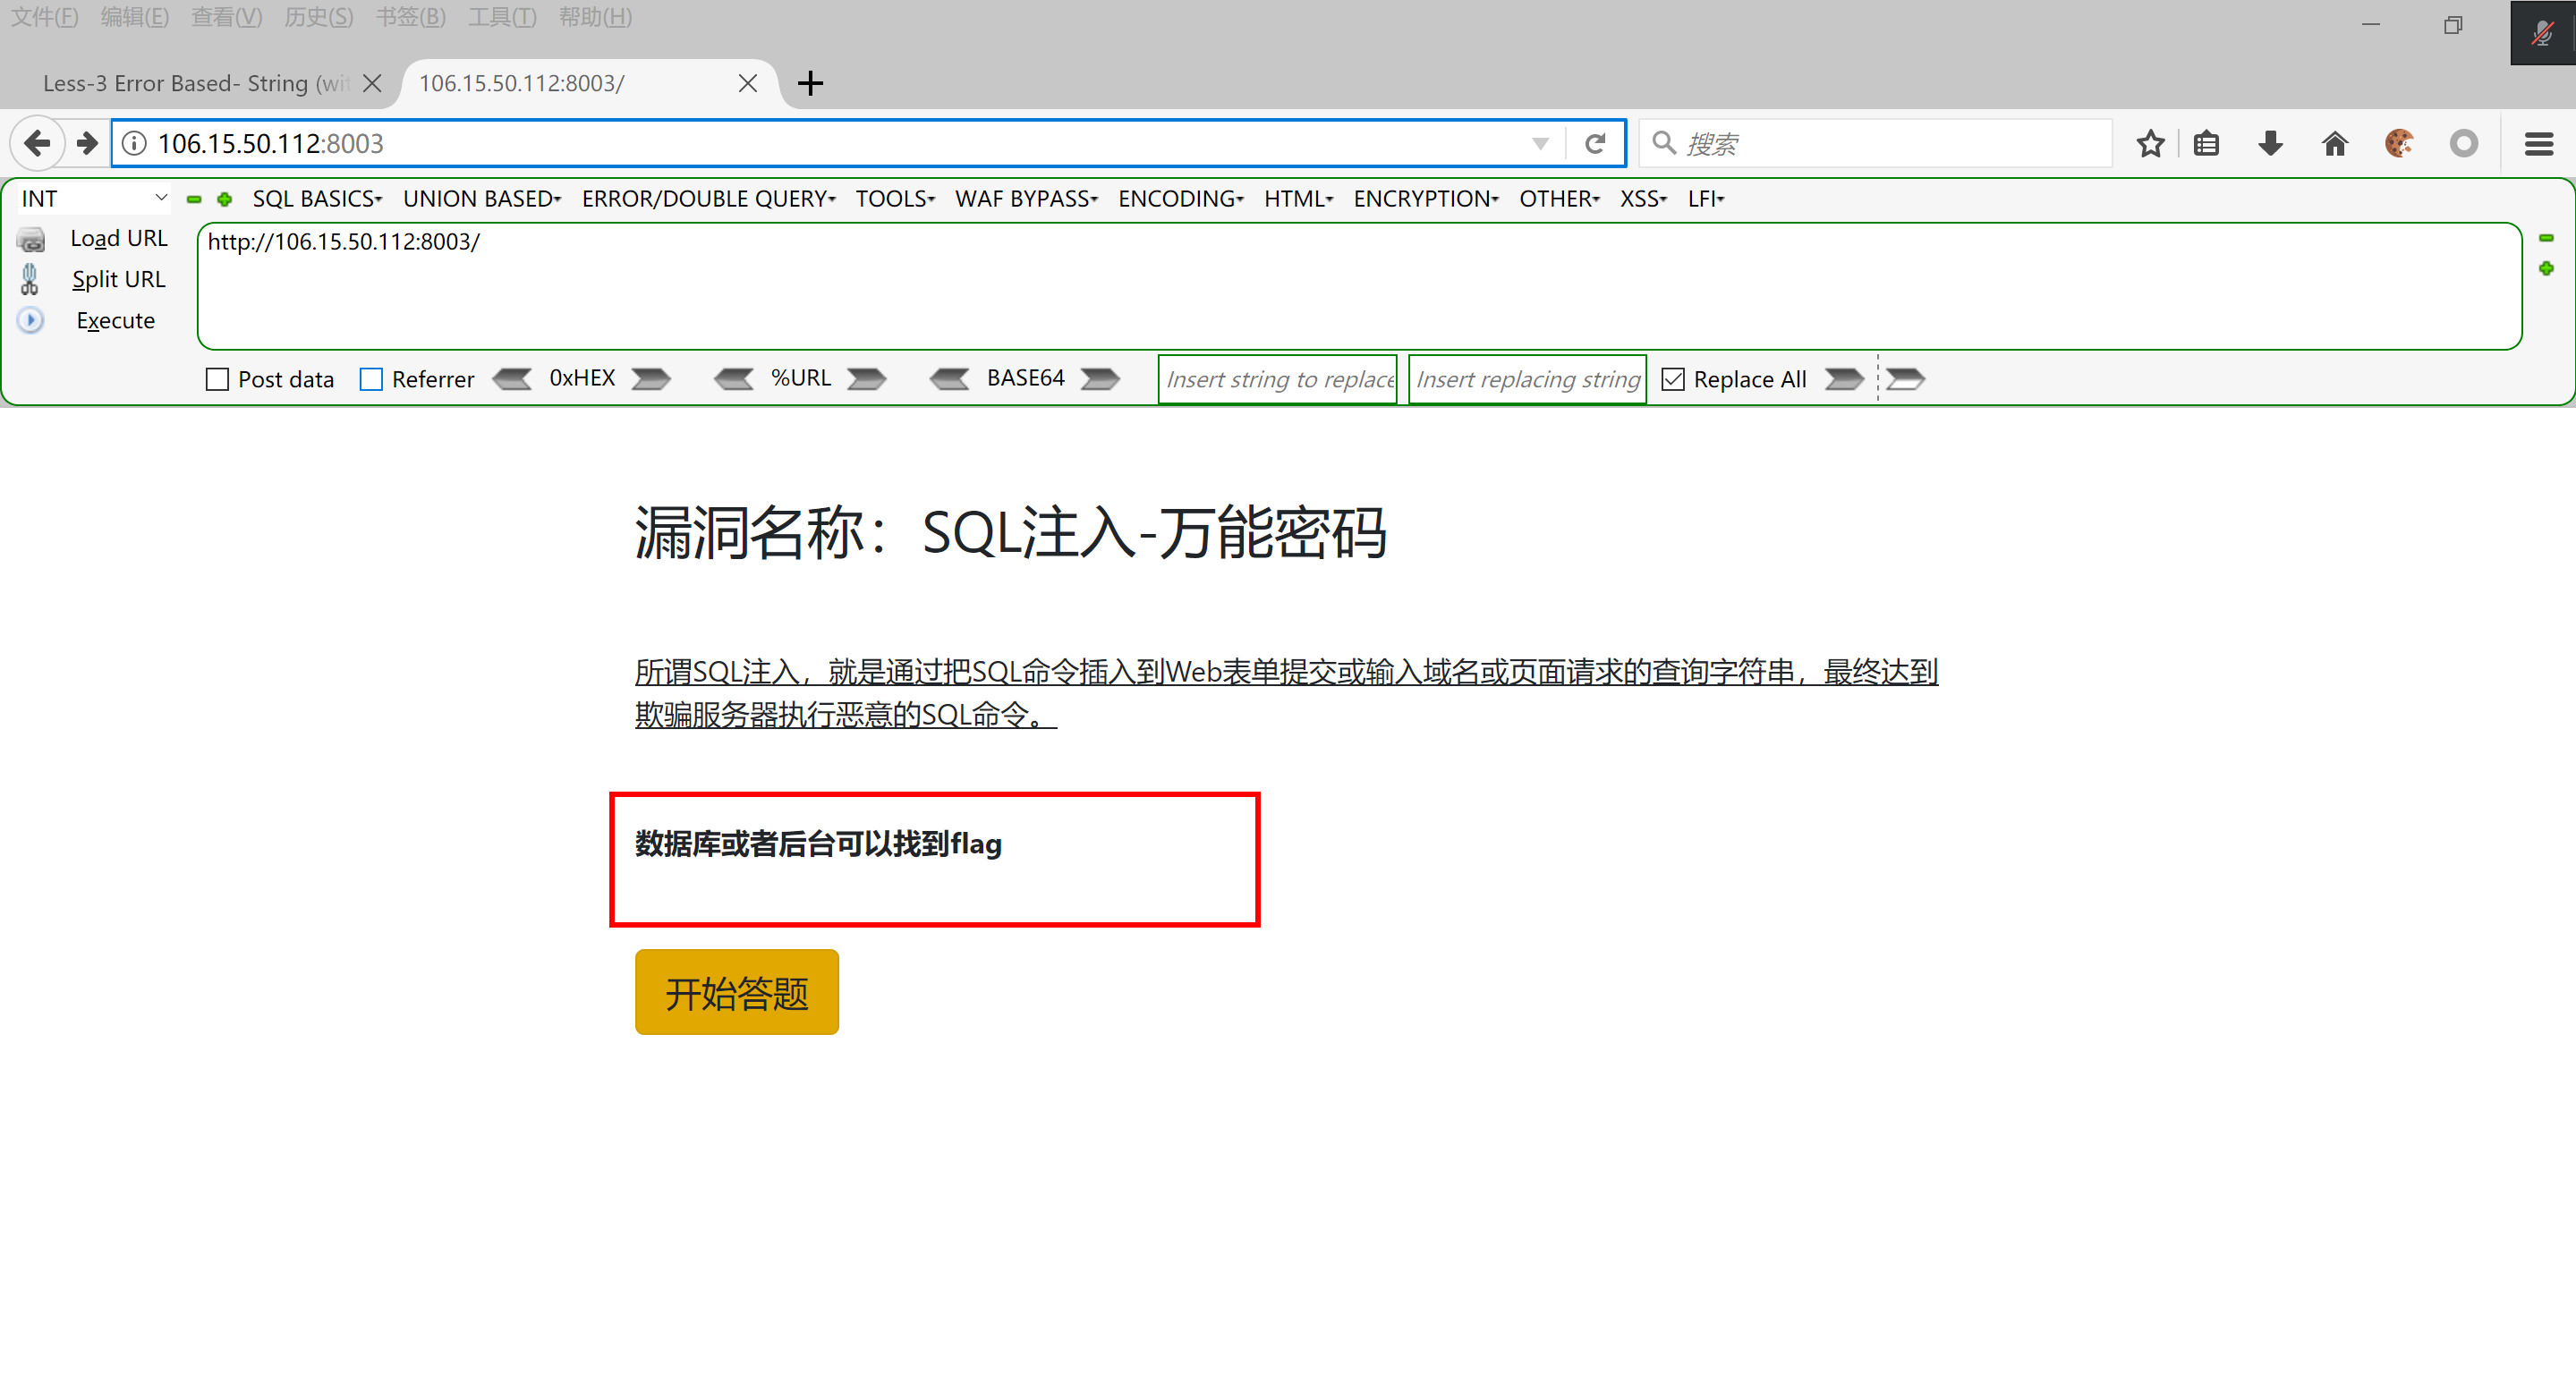 文件(F) 编辑(E) 查看(V) 历史(S) 书签(B) 工具(T) 帮助(H)
Less-3 Error Based- String (wit 106.15.50.112:8003/
106.15.50.112:8003 搜索
INT SQL BASICS UNION BASED ERROR/DOUBLE QUERY TOOLS WAF BYPASS ENCODING HTML ENCRYPTION OTHER XSS LFI
Load URL http://106.15.50.112:8003/
Split URL
Execute
Post data Referrer 0xHEX %URL BASE64 Insert string to replace Insert replacing string Replace All
漏洞名称：SQL注入-万能密码
所谓SQL注入，就是通过把SQL命令插入到Web表单提交或输入域名或页面请求的查询字符串，最终达到
欺骗服务器执行恶意的SQL命令。
数据库或者后台可以找到flag
开始答题